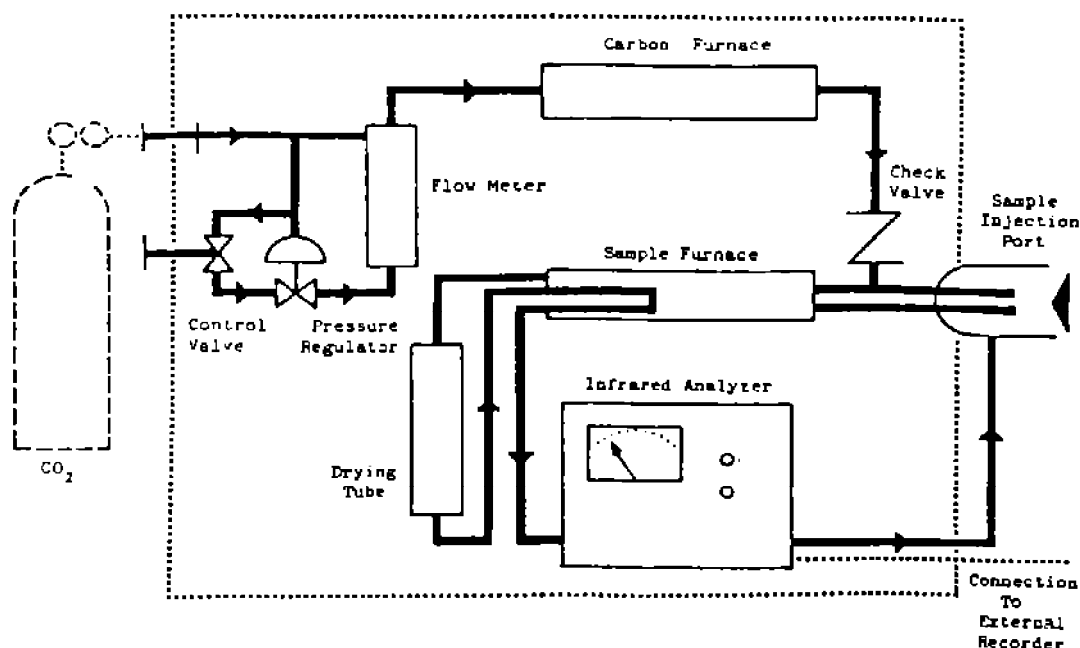 Carbon Furnace
Flow Meter
Check
Valve
Sample
Injection
Port
Sample Furnace
Control
Valve
Pressure
Regulator
Infrared Analyzer
Drying
Tube
CO2
Connection
To
External
Recorder